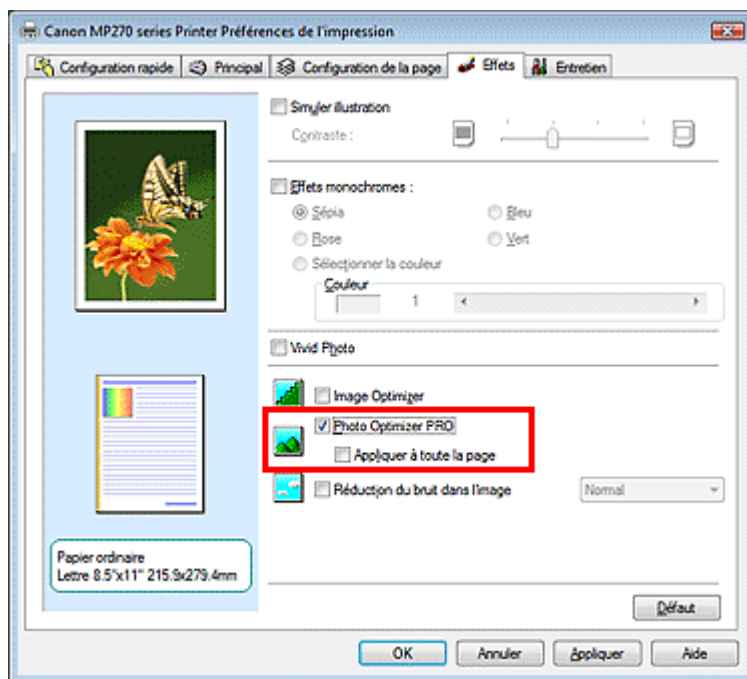 Canon MP270 series Printer Préférences de l'impression
Configuration rapide Principal Configuration de la page Effets Entretien
Simuler illustration
Contraste :
Effets monochromes :
Sépia Bleu
Rose Vert
Sélectionner la couleur
Couleur
1
Vivid Photo
Image Optimizer
Photo Optimizer PRO
Appliquer à toute la page
Réduction du bruit dans l'image Normal
Papier ordinaire
Lettre 8.5"x11" 215.9x279.4mm
Défaut
OK Annuler Appliquer Aide